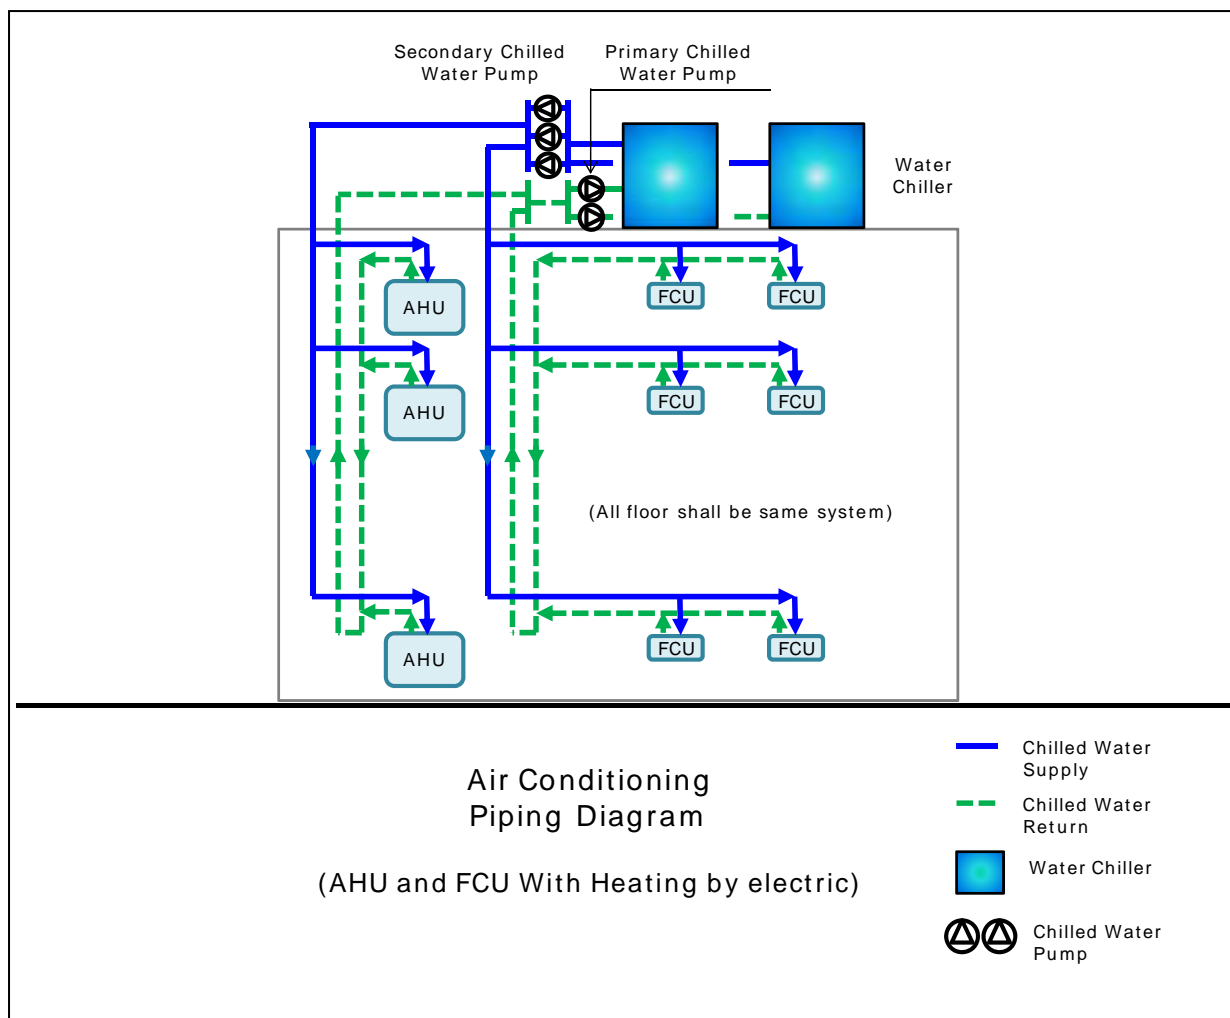 Secondary Chilled
Water Pump
Primary Chilled
Water Pump
Water
Chiller
AHU
FCU
FCU
AHU
FCU
FCU
(All floor shall be same system)
AHU
FCU
FCU
Air Conditioning
Piping Diagram
(AHU and FCU With Heating by electric)
Chilled Water
Supply
Chilled Water
Return
Water Chiller
Chilled Water
Pump